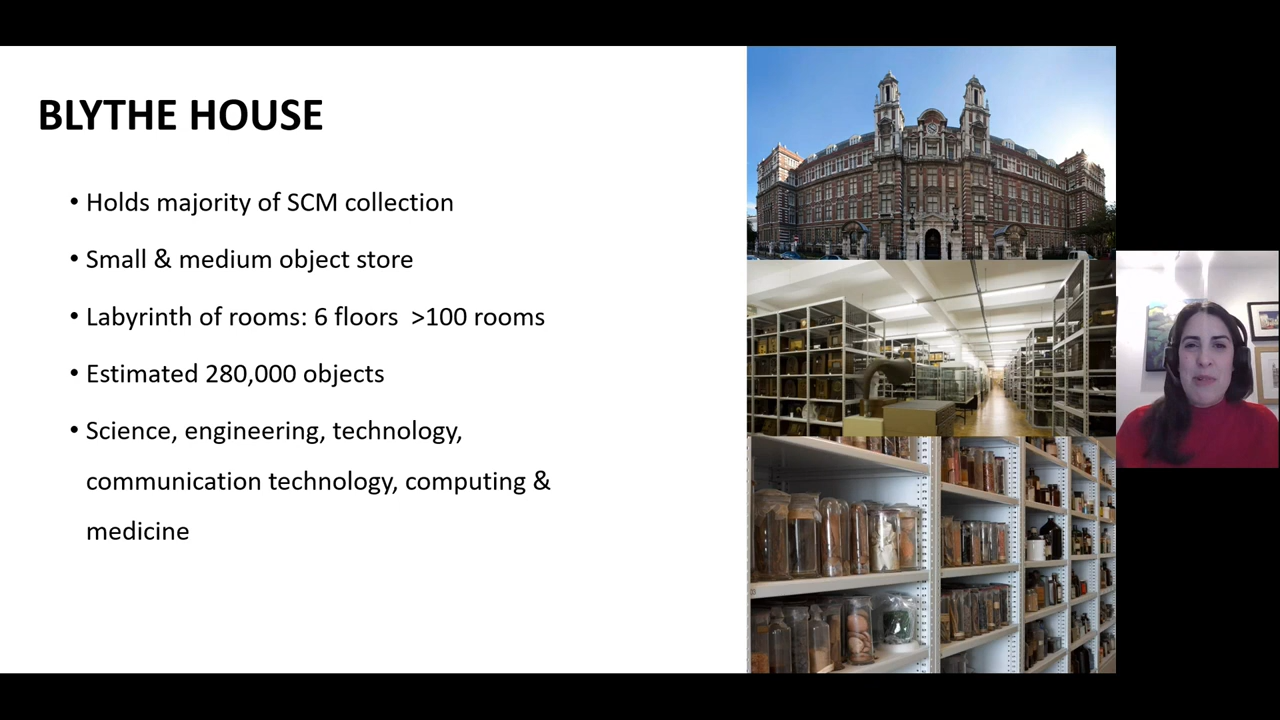 BLYTHE HOUSE
• Holds majority of SCM collection
• Small & medium object store
• Labyrinth of rooms: 6 floors  >100 rooms
• Estimated 280,000 objects
• Science, engineering, technology,
communication technology, computing &
medicine